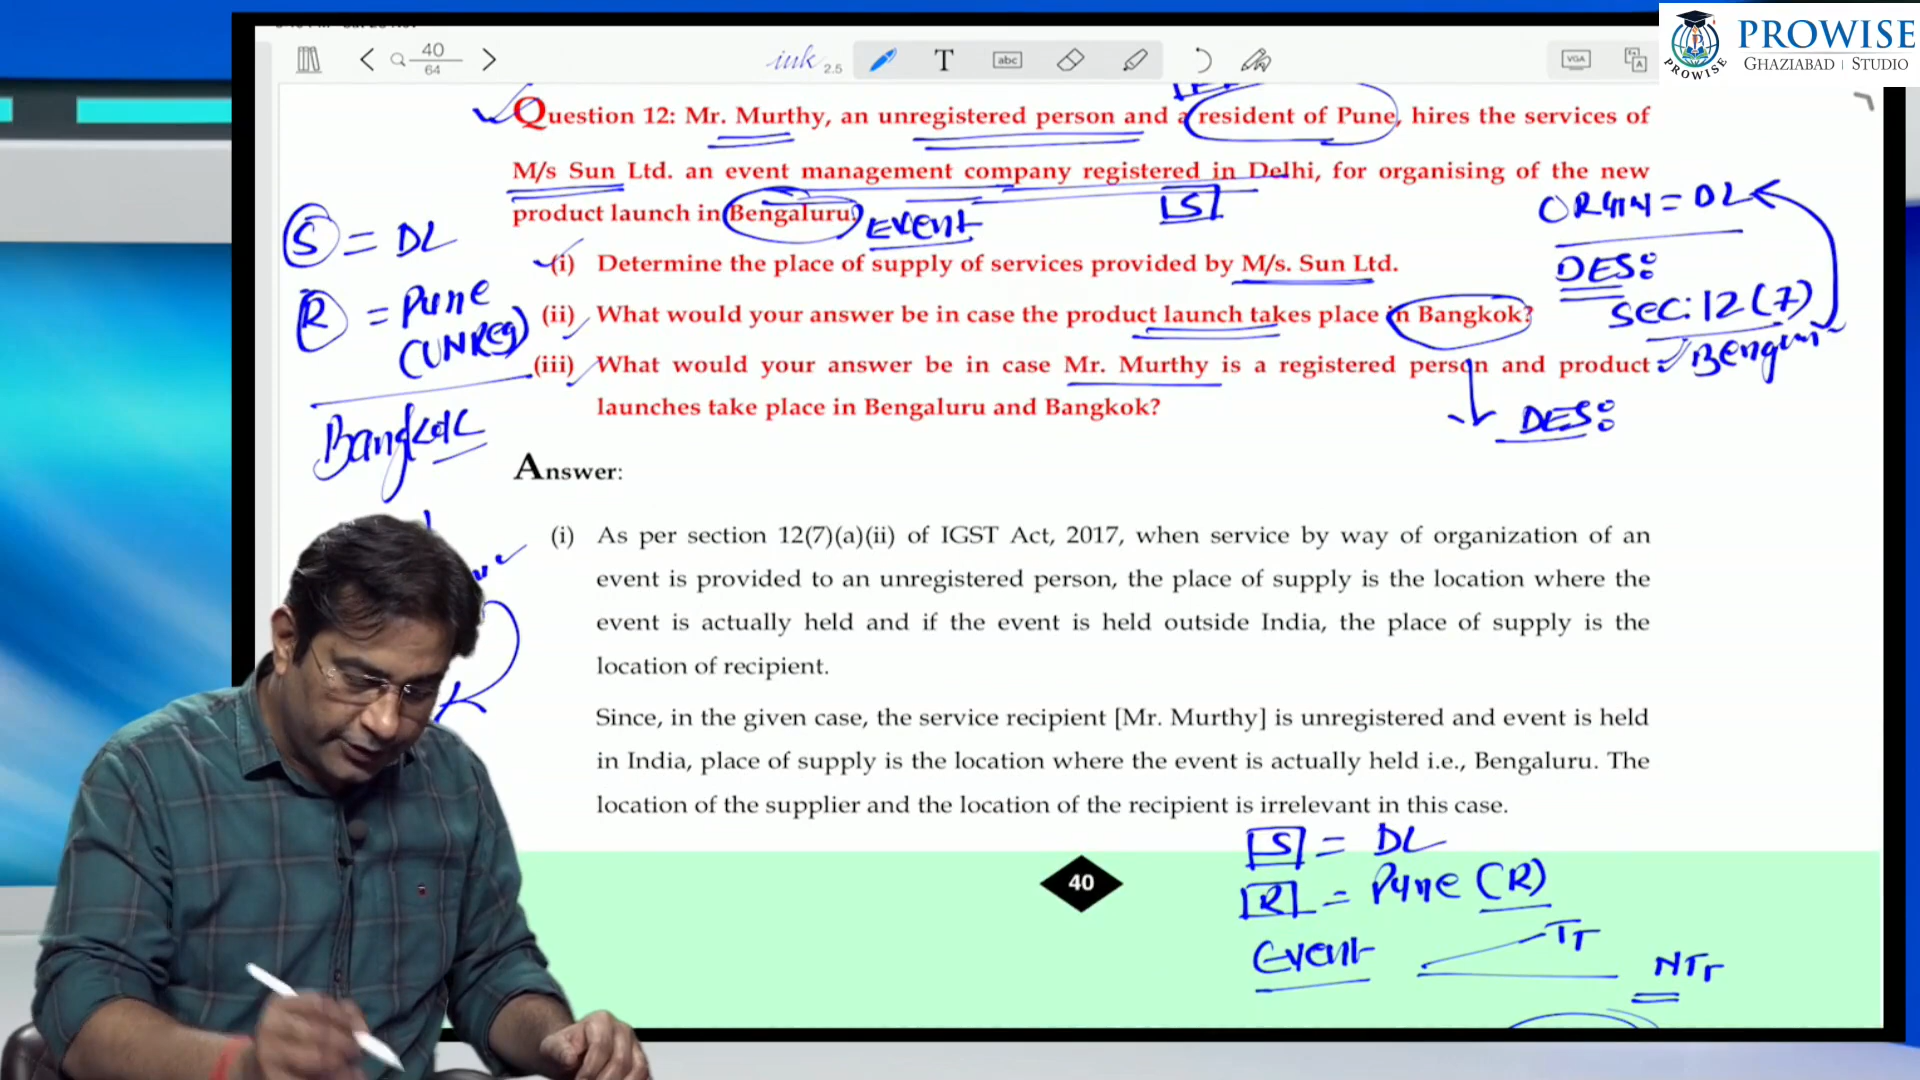 PROWISE
GHAZIABAD | STUDIO
PROWISE
40
64
ink 2.5
T
abc
VGA
A
Question 12: Mr. Murthy, an unregistered person and a resident of Pune, hires the services of
M/s Sun Ltd. an event management company registered in Delhi, for organising of the new
product launch in Bengaluru.
EVENT
S
(i) Determine the place of supply of services provided by M/s. Sun Ltd.
(ii) What would your answer be in case the product launch takes place in Bangkok?
(iii) What would your answer be in case Mr. Murthy is a registered person and product
launches take place in Bengaluru and Bangkok?
S = DL
R = Pune
(UNReg)
Bangkok
ORGIN = DL
DES:
Sec: 12(7)
DES:
Answer:
(i) As per section 12(7)(a)(ii) of IGST Act, 2017, when service by way of organization of an
event is provided to an unregistered person, the place of supply is the location where the
event is actually held and if the event is held outside India, the place of supply is the
location of recipient.
Since, in the given case, the service recipient [Mr. Murthy] is unregistered and event is held
in India, place of supply is the location where the event is actually held i.e., Bengaluru. The
location of the supplier and the location of the recipient is irrelevant in this case.
S = DL
R = Pune (R)
Event
TT
NTT
40